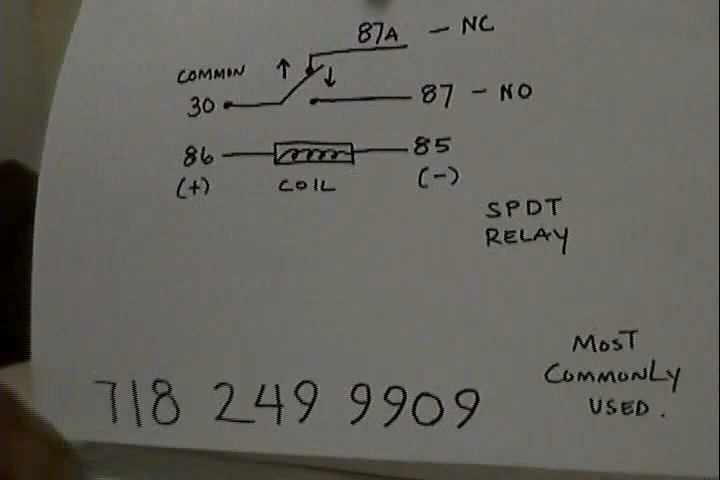 87A - NC
COMMON
30
87 - NO
86
85
(+)
COIL
(-)
SPDT
RELAY
MOST
COMMONLY
USED.
718 249 9909